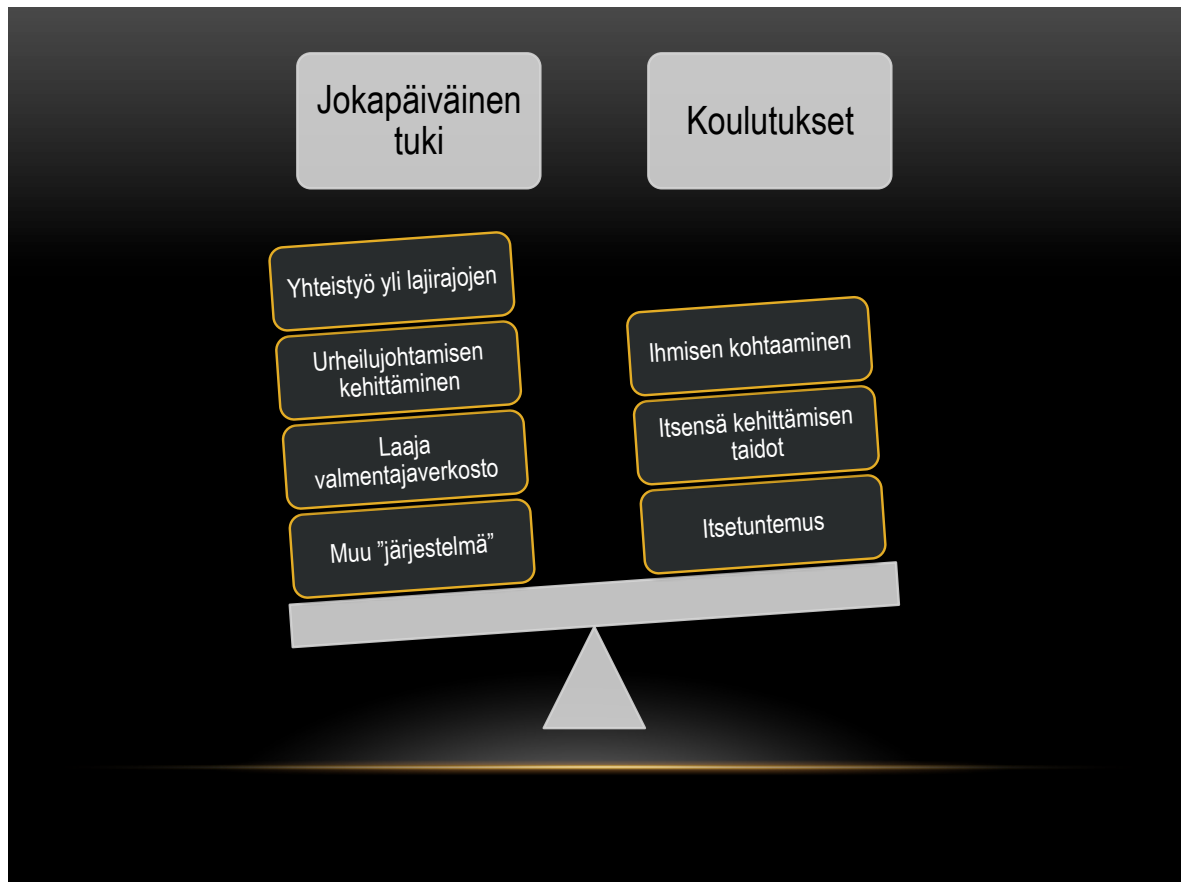 Jokapäiväinen
tuki
Koulutukset
Yhteistyö yli lajirajojen
Urheilujohtamisen
kehittäminen
Laaja
valmentajaverkosto
Muu ”järjestelmä”
Ihmisen kohtaaminen
Itsensä kehittämisen
taidot
Itsetuntemus